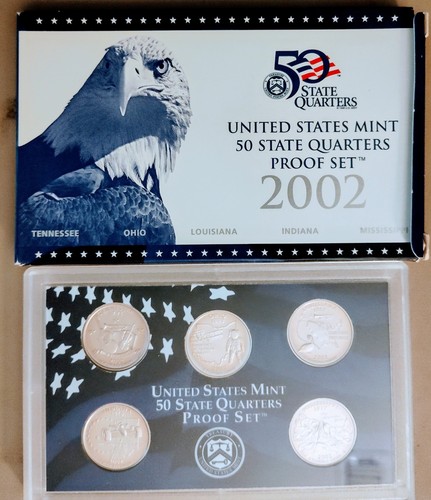 50
STATE
QUARTERS
UNITED STATES MINT
50 STATE QUARTERS
PROOF SET™
2002
TENNESSEE OHIO LOUISIANA INDIANA MISSISSIPPI
UNITED STATES MINT
50 STATE QUARTERS
PROOF SET™